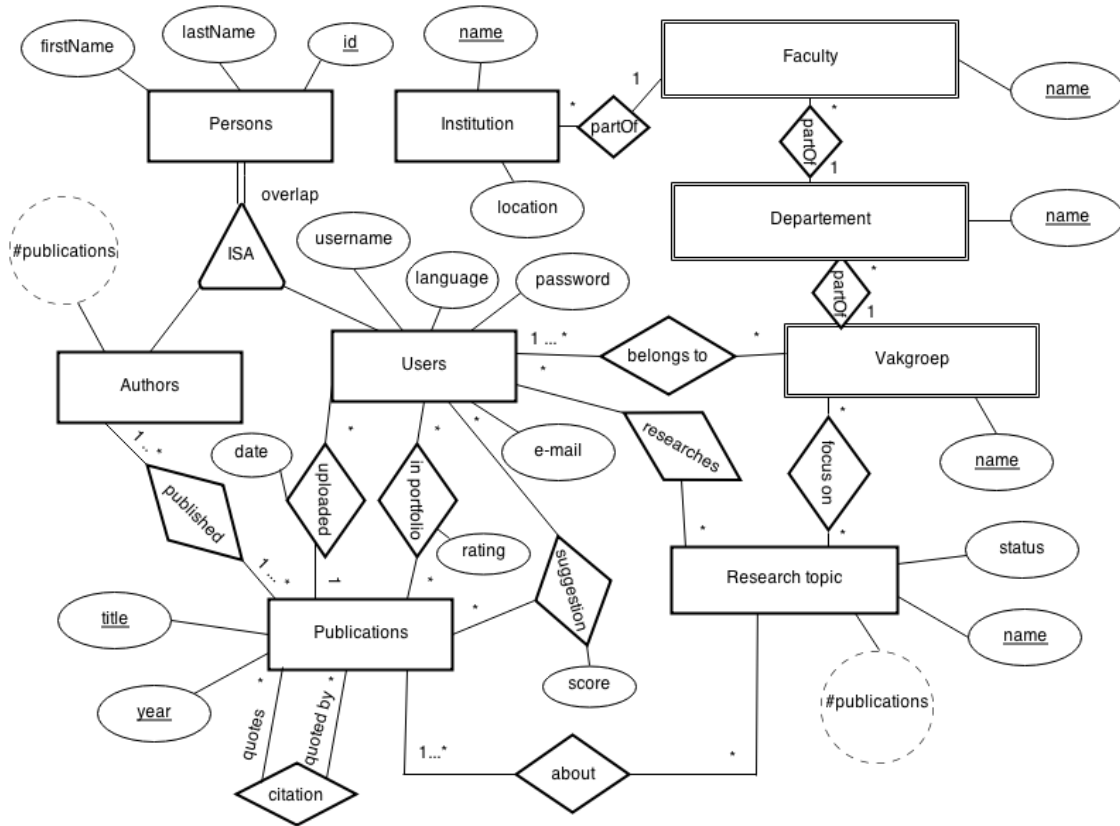 lastName
name
firstName
id
Faculty
1
name
Persons
Institution
*
partOf
*
partOf
1
overlap
location
Departement
name
#publications
username
ISA
language
password
*
partOf
1
1 ... *
*
Users
belongs to
Vakgroep
Authors
*
researches
1... *
date
*
*
*
e-mail
*
name
uploaded
in portfolio
focus on
published
rating
*
*
status
1... *
1
*
suggestion
Research topic
title
Publications
*
name
score
year
*
quotes
*
quoted by
#publications
1...*
*
about
citation